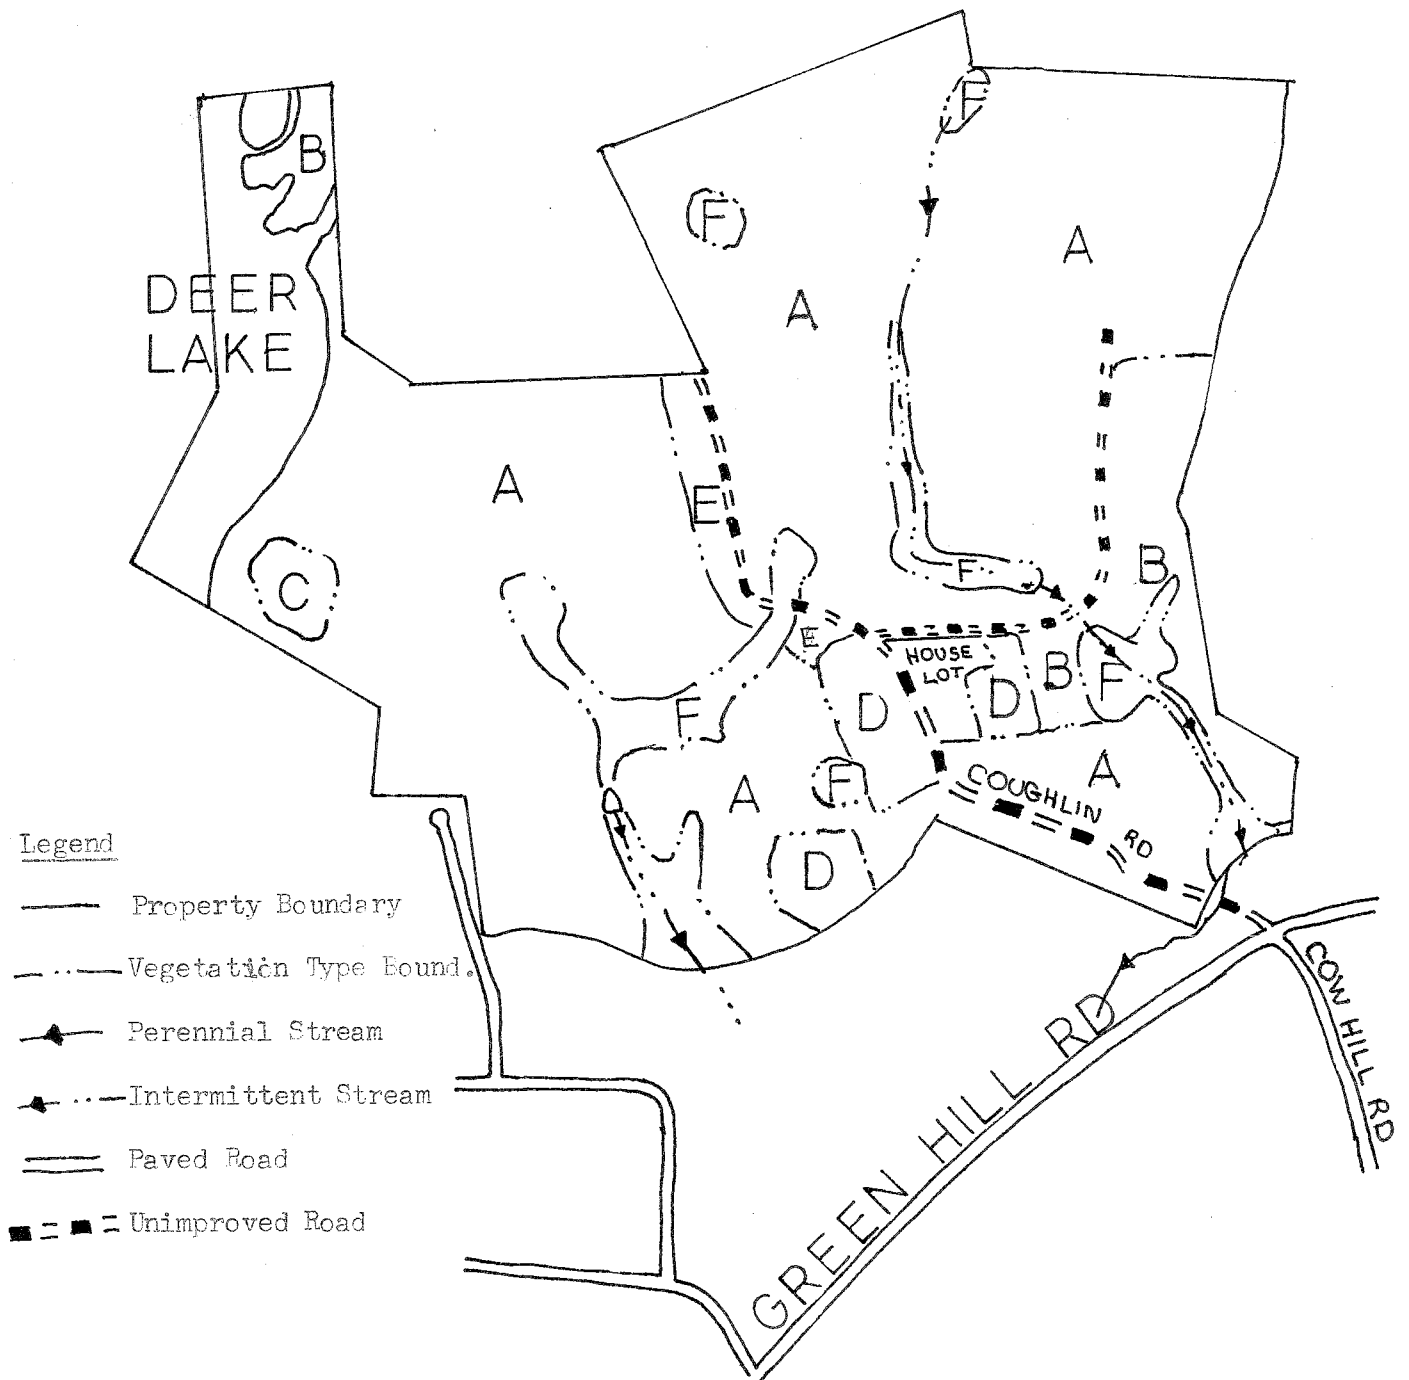 F
B
F
A
DEER
LAKE
A
A
E
C
F
B
E
HOUSE
LOT
B
F
D
D
F
A
F
A
COUGHLIN RD
D
Legend
Property Boundary
Vegetation Type Bound.
Perennial Stream
Intermittent Stream
Paved Road
Unimproved Road
GREEN HILL RD
COW HILL RD